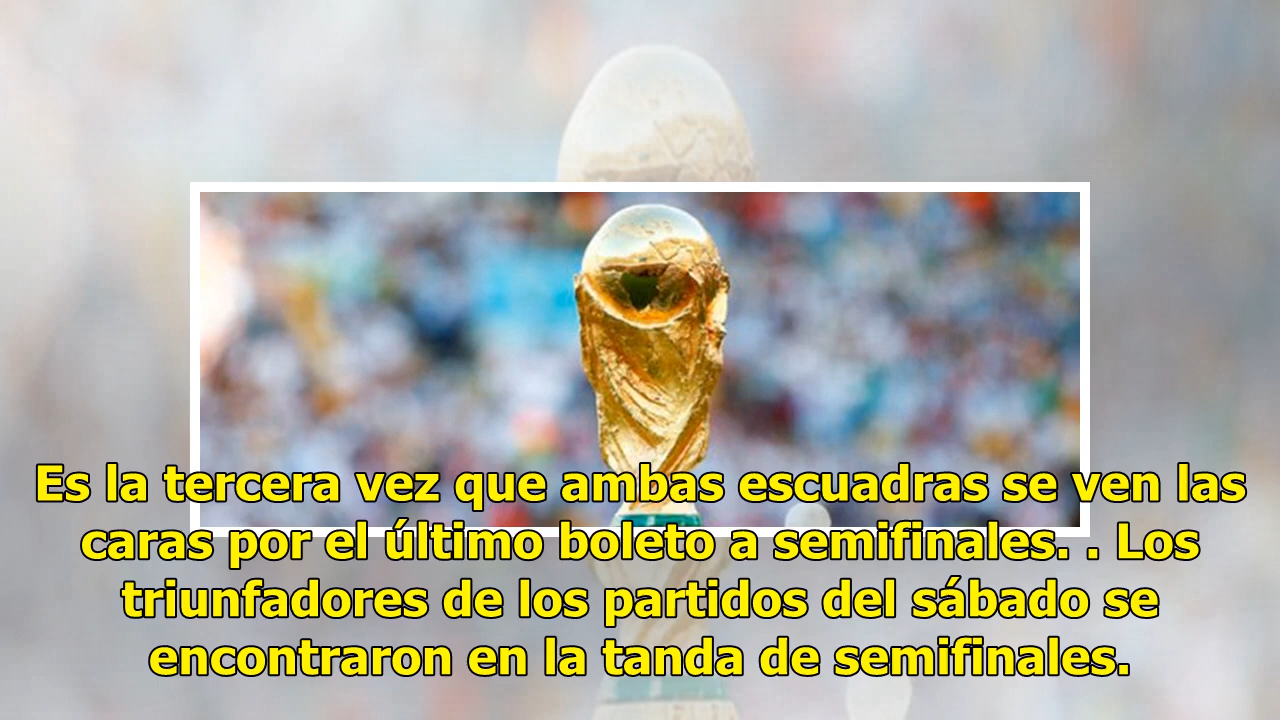 Es la tercera vez que ambas escuadras se ven las
caras por el último boleto a semifinales. . Los
triunfadores de los partidos del sábado se
encontraron en la tanda de semifinales.